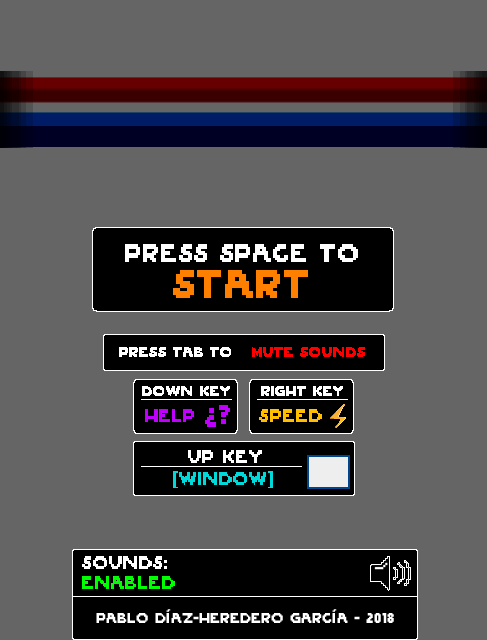 PRESS SPACE TO
START
PRESS TAB TO MUTE SOUNDS
DOWN KEY
HELP ¿?
RIGHT KEY
SPEED
UP KEY
[WINDOW]
SOUNDS:
ENABLED
PABLO DÍAZ-HEREDERO GARCÍA - 2018